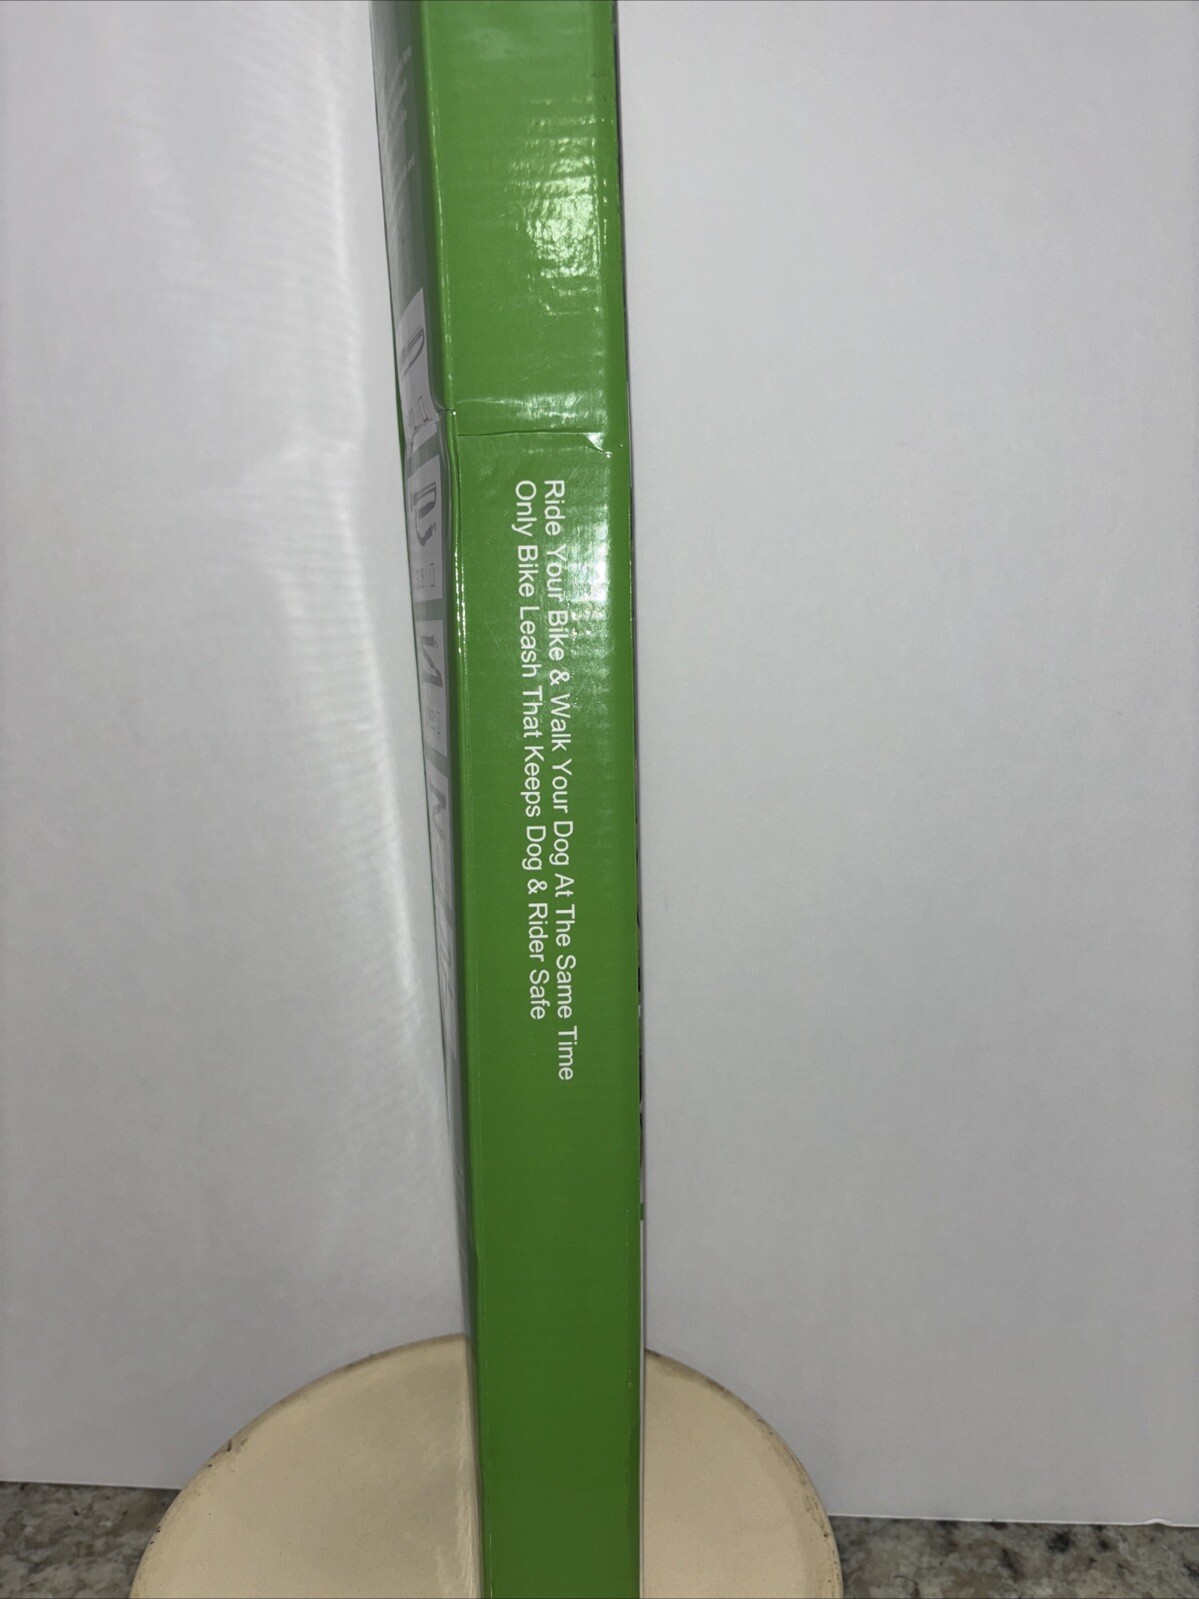 Ride Your Bike & Walk Your Dog At The Same Time
Only Bike Leash That Keeps Dog & Rider Safe